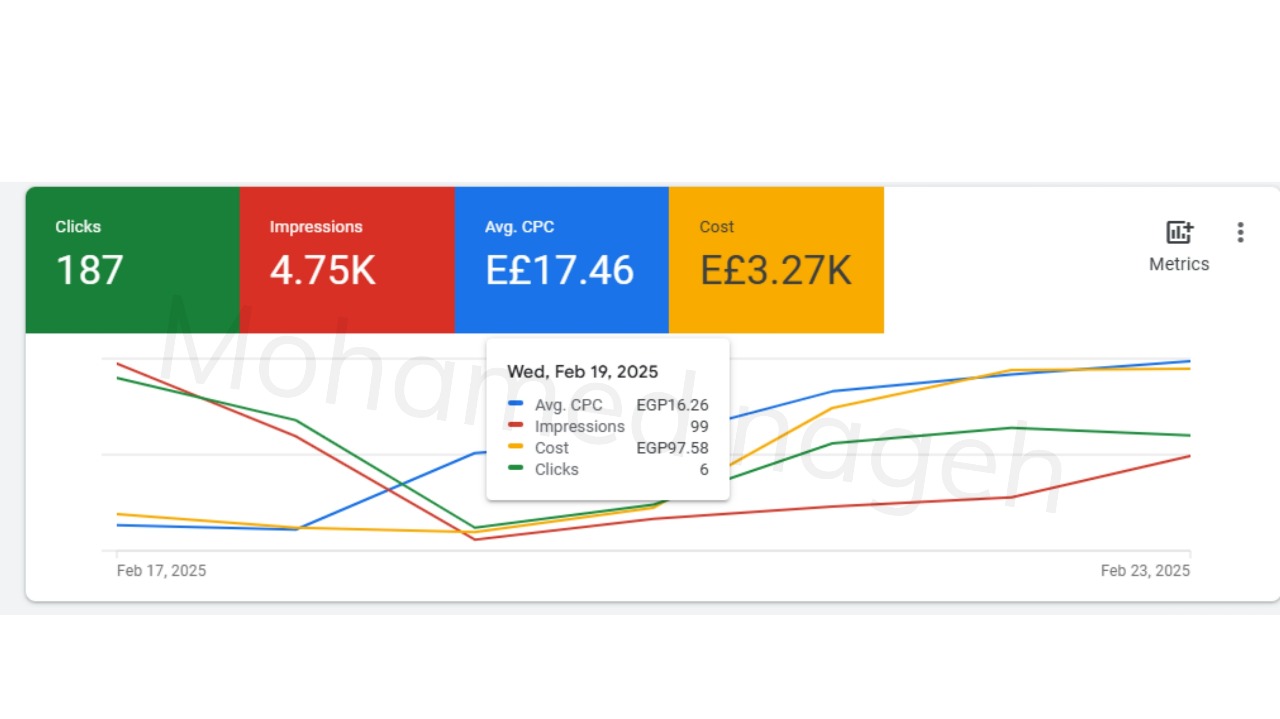 Clicks
187
Impressions
4.75K
Avg. CPC
E£17.46
Cost
E£3.27K
Metrics
Wed, Feb 19, 2025
Avg. CPC EGP16.26
Impressions 99
Cost EGP97.58
Clicks 6
Mohamed nageh
Feb 17, 2025
Feb 23, 2025